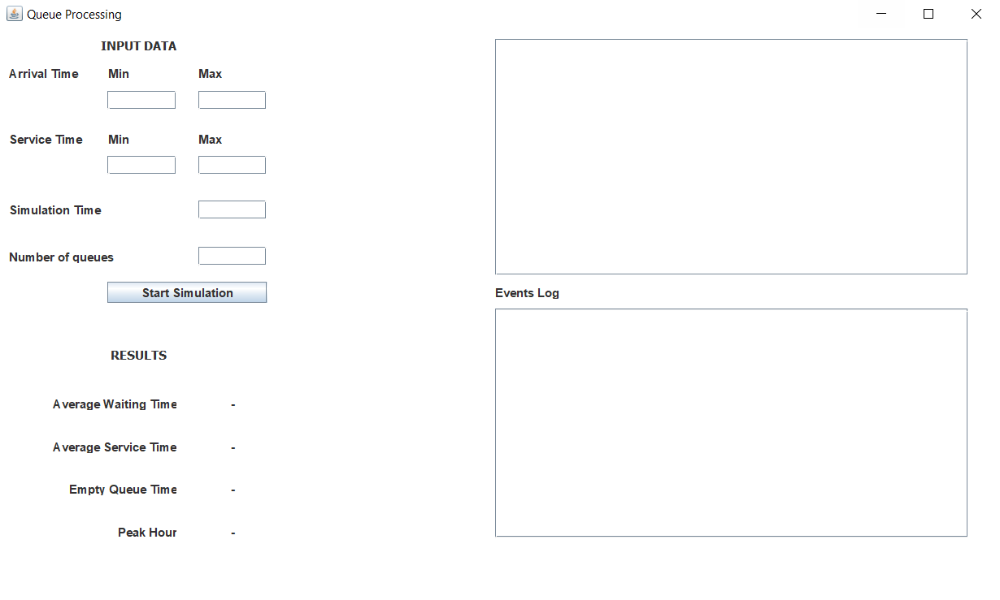 Queue Processing
INPUT DATA
Arrival Time Min Max
Service Time Min Max
Simulation Time
Number of queues
Start Simulation
RESULTS
Average Waiting Time -
Average Service Time -
Empty Queue Time -
Peak Hour -
Events Log